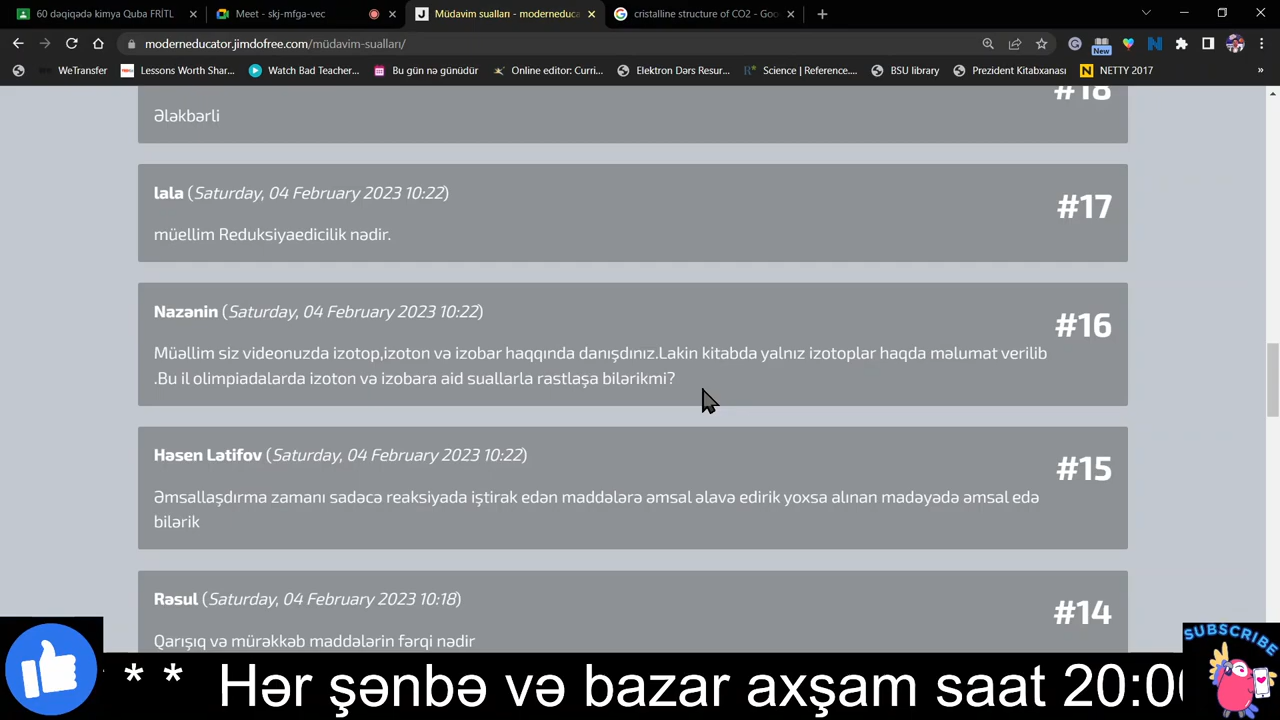 60 dəqiqədə kimya Quba FRİTL
Meet - skj-mfga-vec
Müdavim sualları - moderneduca
cristalline structure of CO2 - Goo
moderneducator.jimdofree.com/müdavim-sualları/
New
WeTransfer
Lessons Worth Shar...
Watch Bad Teacher...
Bu gün nə günüdür
Online editor: Curri...
Elektron Dərs Resur...
Science | Reference....
BSU library
Prezident Kitabxanası
NETTY 2017
»
#18
Ələkbərli
lala (Saturday, 04 February 2023 10:22)
#17
müellim Reduksiyaedicilik nədir.
Nazənin (Saturday, 04 February 2023 10:22)
#16
Müəllim siz videonuzda izotop,izoton və izobar haqqında danışdınız.Lakin kitabda yalnız izotoplar haqda məlumat verilib
.Bu il olimpiadalarda izoton və izobara aid suallarla rastlaşa bilərikmi?
Həsen Lətifov (Saturday, 04 February 2023 10:22)
#15
Əmsallaşdırma zamanı sadəcə reaksiyada iştirak edən maddələrə əmsal əlavə edirik yoxsa alınan madəyədə əmsal edə
bilərik
Rəsul (Saturday, 04 February 2023 10:18)
#14
Qarışıq və mürəkkəb maddələrin fərqi nədir
* * Hər şənbə və bazar axşam saat 20:00
SUBSCRIBE